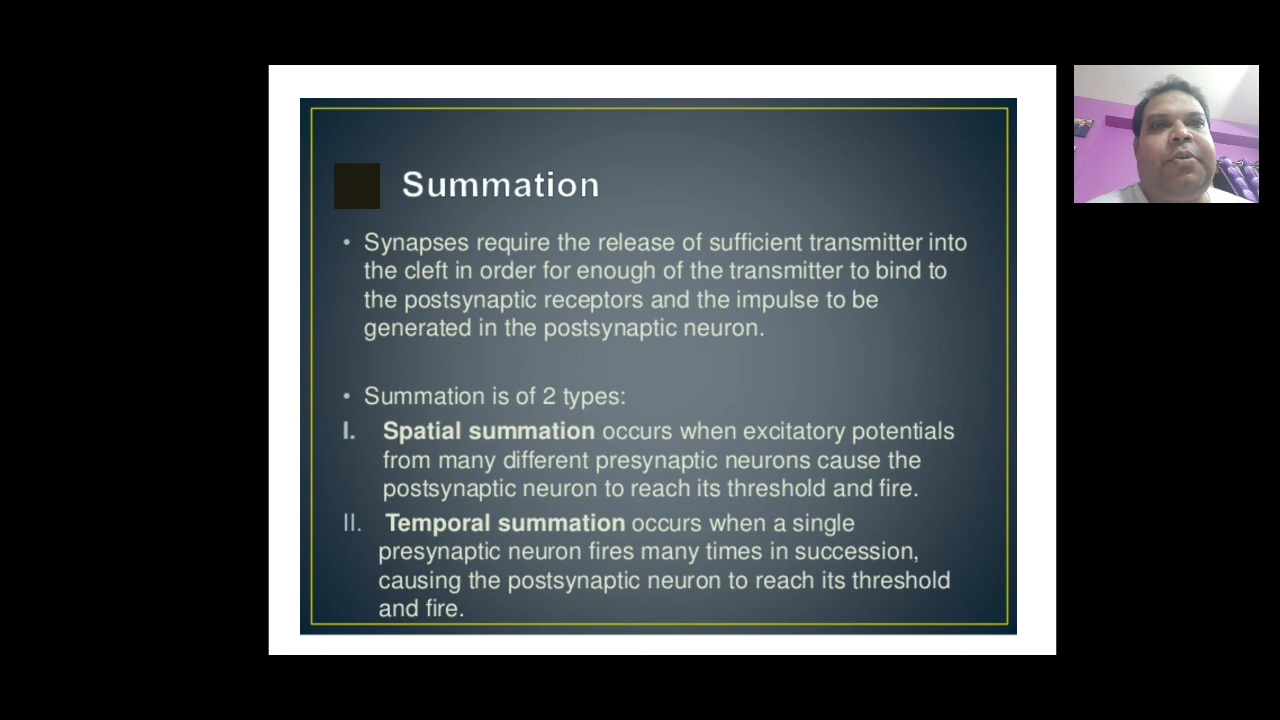 Summation
• Synapses require the release of sufficient transmitter into
the cleft in order for enough of the transmitter to bind to
the postsynaptic receptors and the impulse to be
generated in the postsynaptic neuron.
• Summation is of 2 types:
I. Spatial summation occurs when excitatory potentials
from many different presynaptic neurons cause the
postsynaptic neuron to reach its threshold and fire.
II. Temporal summation occurs when a single
presynaptic neuron fires many times in succession,
causing the postsynaptic neuron to reach its threshold
and fire.